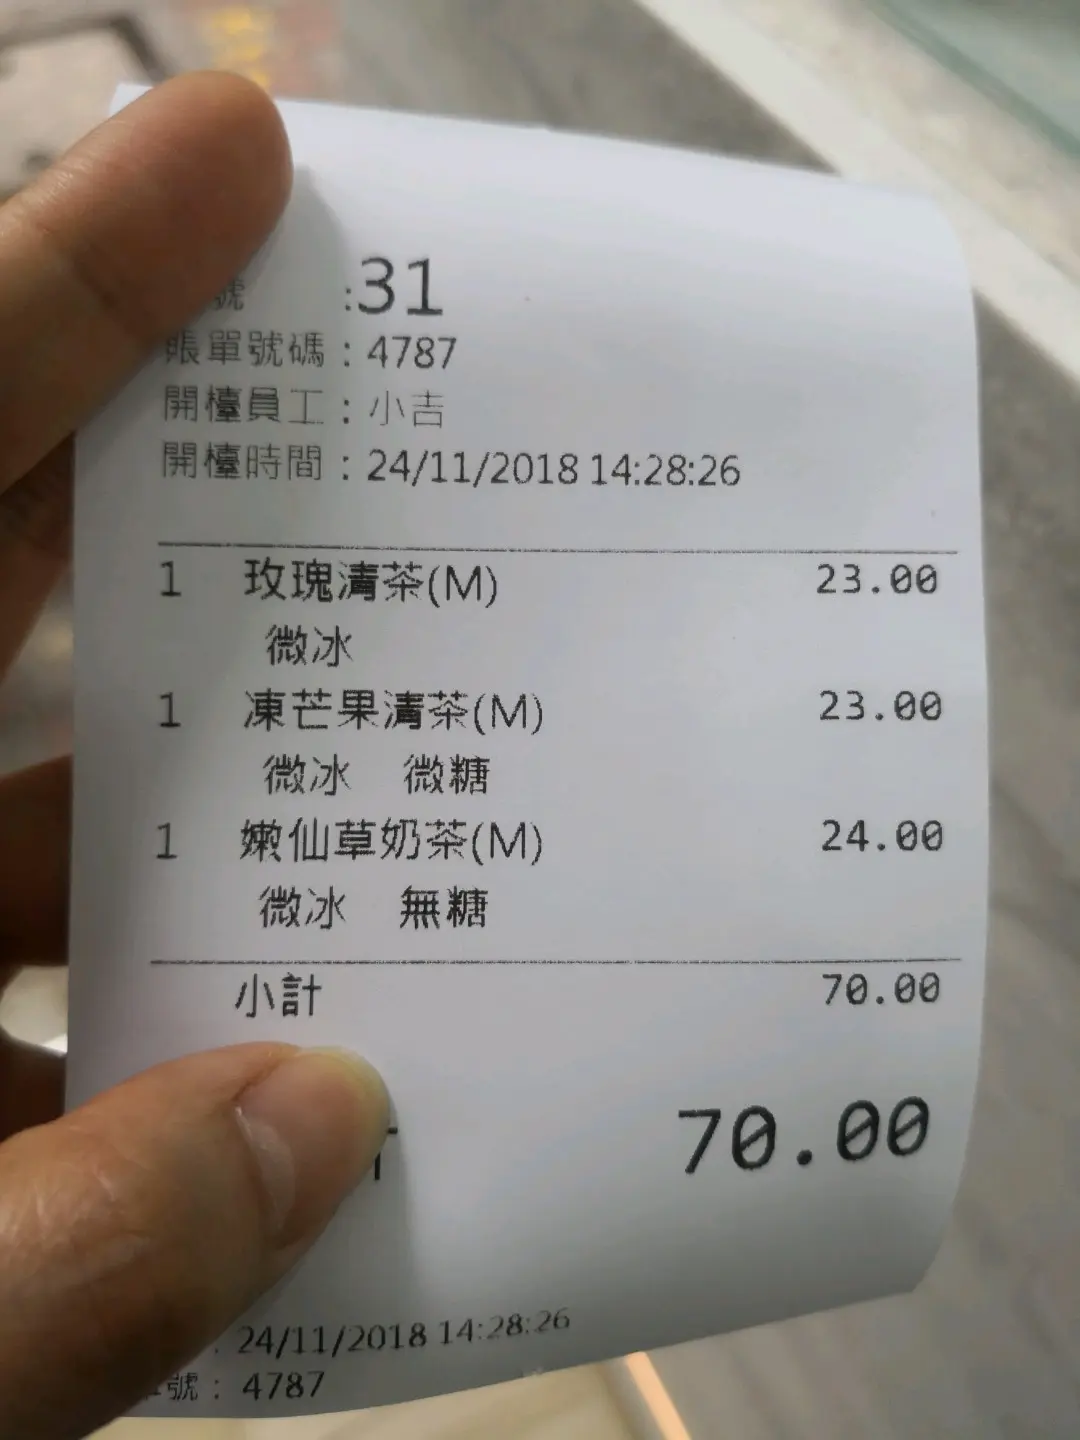 號 :31
賬單號碼：4787
開檯員工：小吉
開檯時間：24/11/2018 14:28:26
1 玫瑰清茶(M) 23.00
微冰
1 凍芒果清茶(M) 23.00
微冰 微糖
1 嫩仙草奶茶(M) 24.00
微冰 無糖
小計 70.00
70.00
: 24/11/2018 14:28:26
號：4787